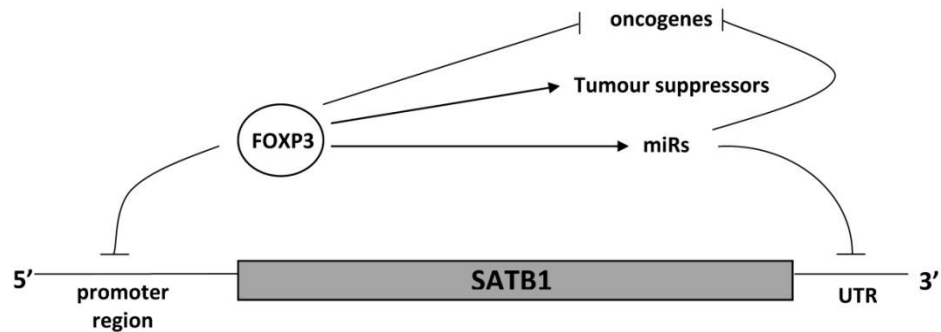 oncogenes
Tumour suppressors
FOXP3
miRs
5’
SATB1
3’
promoter
region
UTR